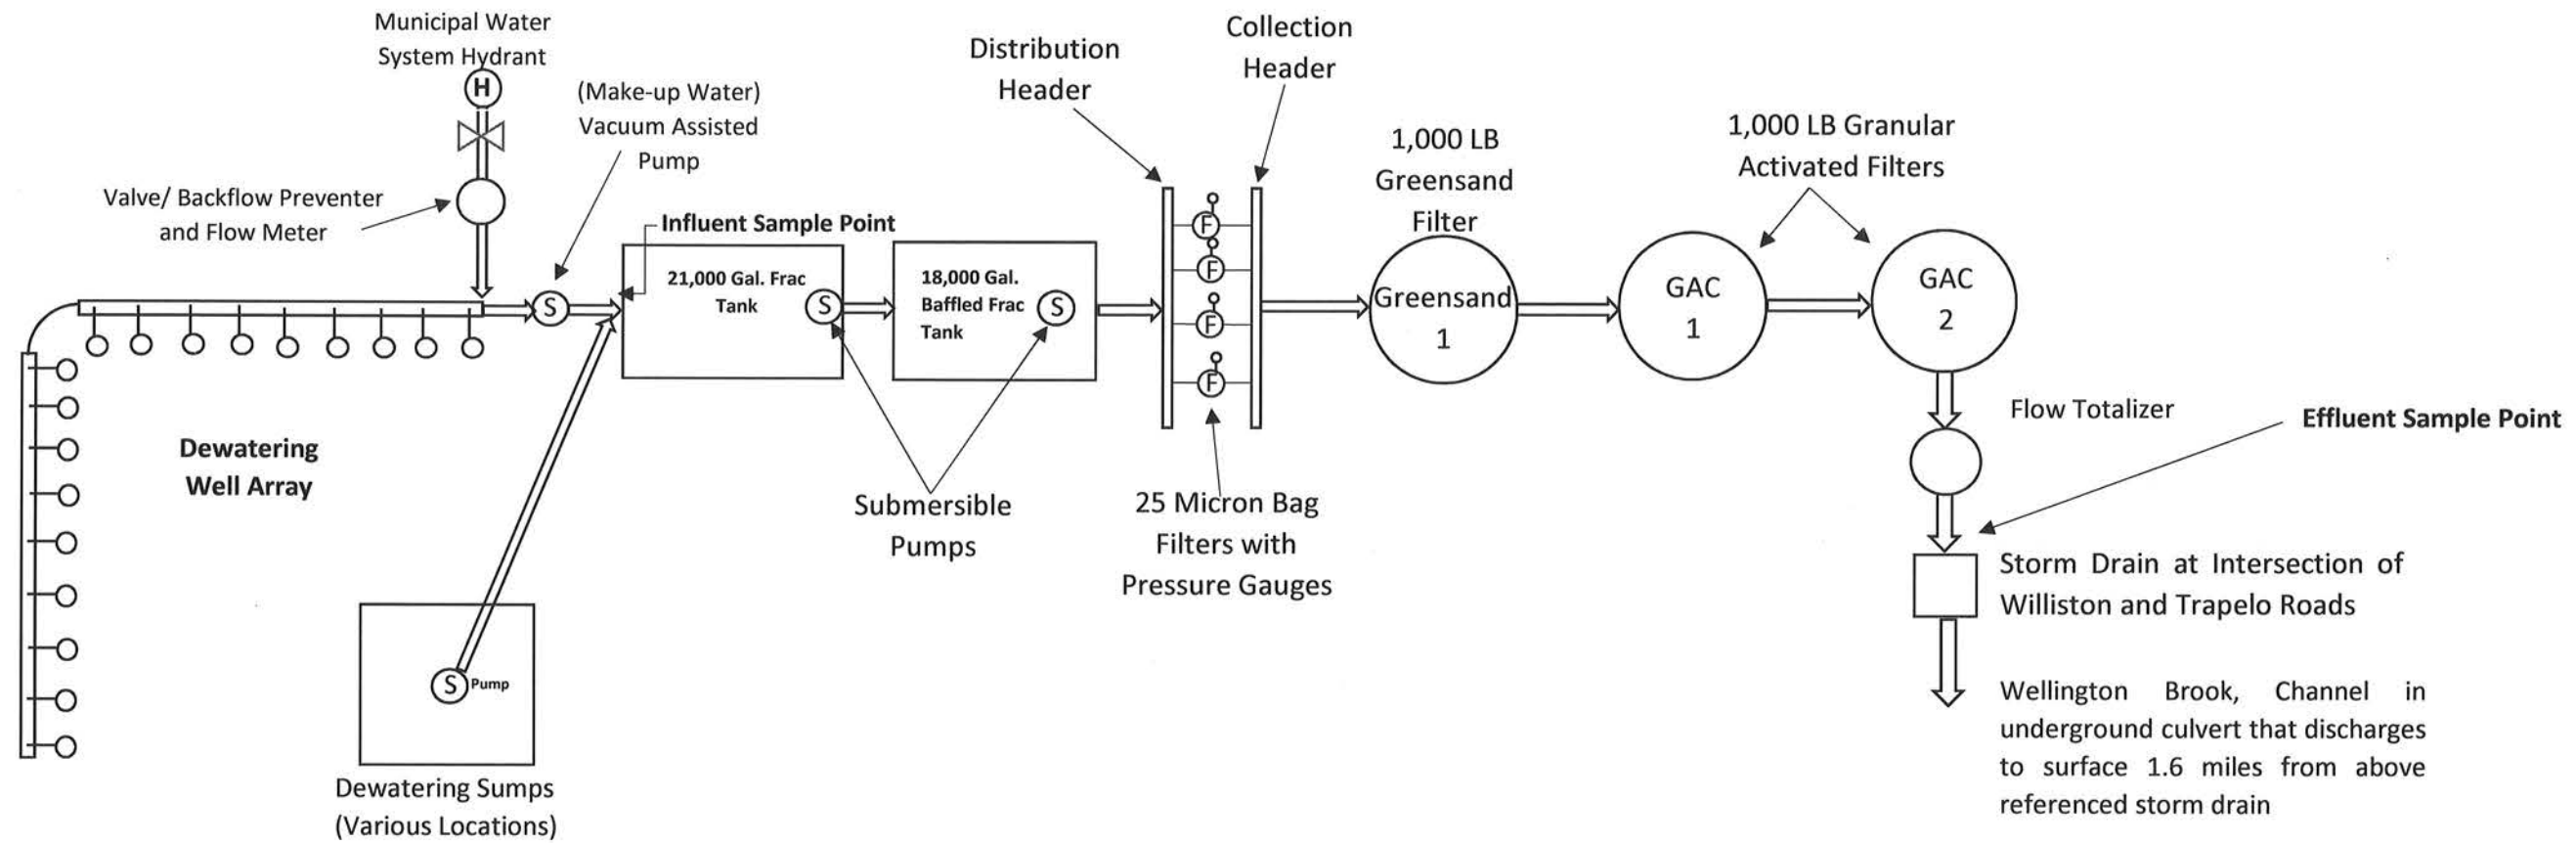 Municipal Water
System Hydrant
H
(Make-up Water)
Vacuum Assisted
Pump
Valve/ Backflow Preventer
and Flow Meter
S
Influent Sample Point
21,000 Gal. Frac
Tank
S
18,000 Gal.
Baffled Frac
Tank
S
Distribution
Header
Collection
Header
F
F
F
F
1,000 LB
Greensand
Filter
Greensand
1
1,000 LB Granular
Activated Filters
GAC
1
GAC
2
Dewatering
Well Array
S
Pump
Dewatering Sumps
(Various Locations)
Submersible
Pumps
25 Micron Bag
Filters with
Pressure Gauges
Flow Totalizer
Effluent Sample Point
Storm Drain at Intersection of
Williston and Trapelo Roads
Wellington Brook, Channel in
underground culvert that discharges
to surface 1.6 miles from above
referenced storm drain